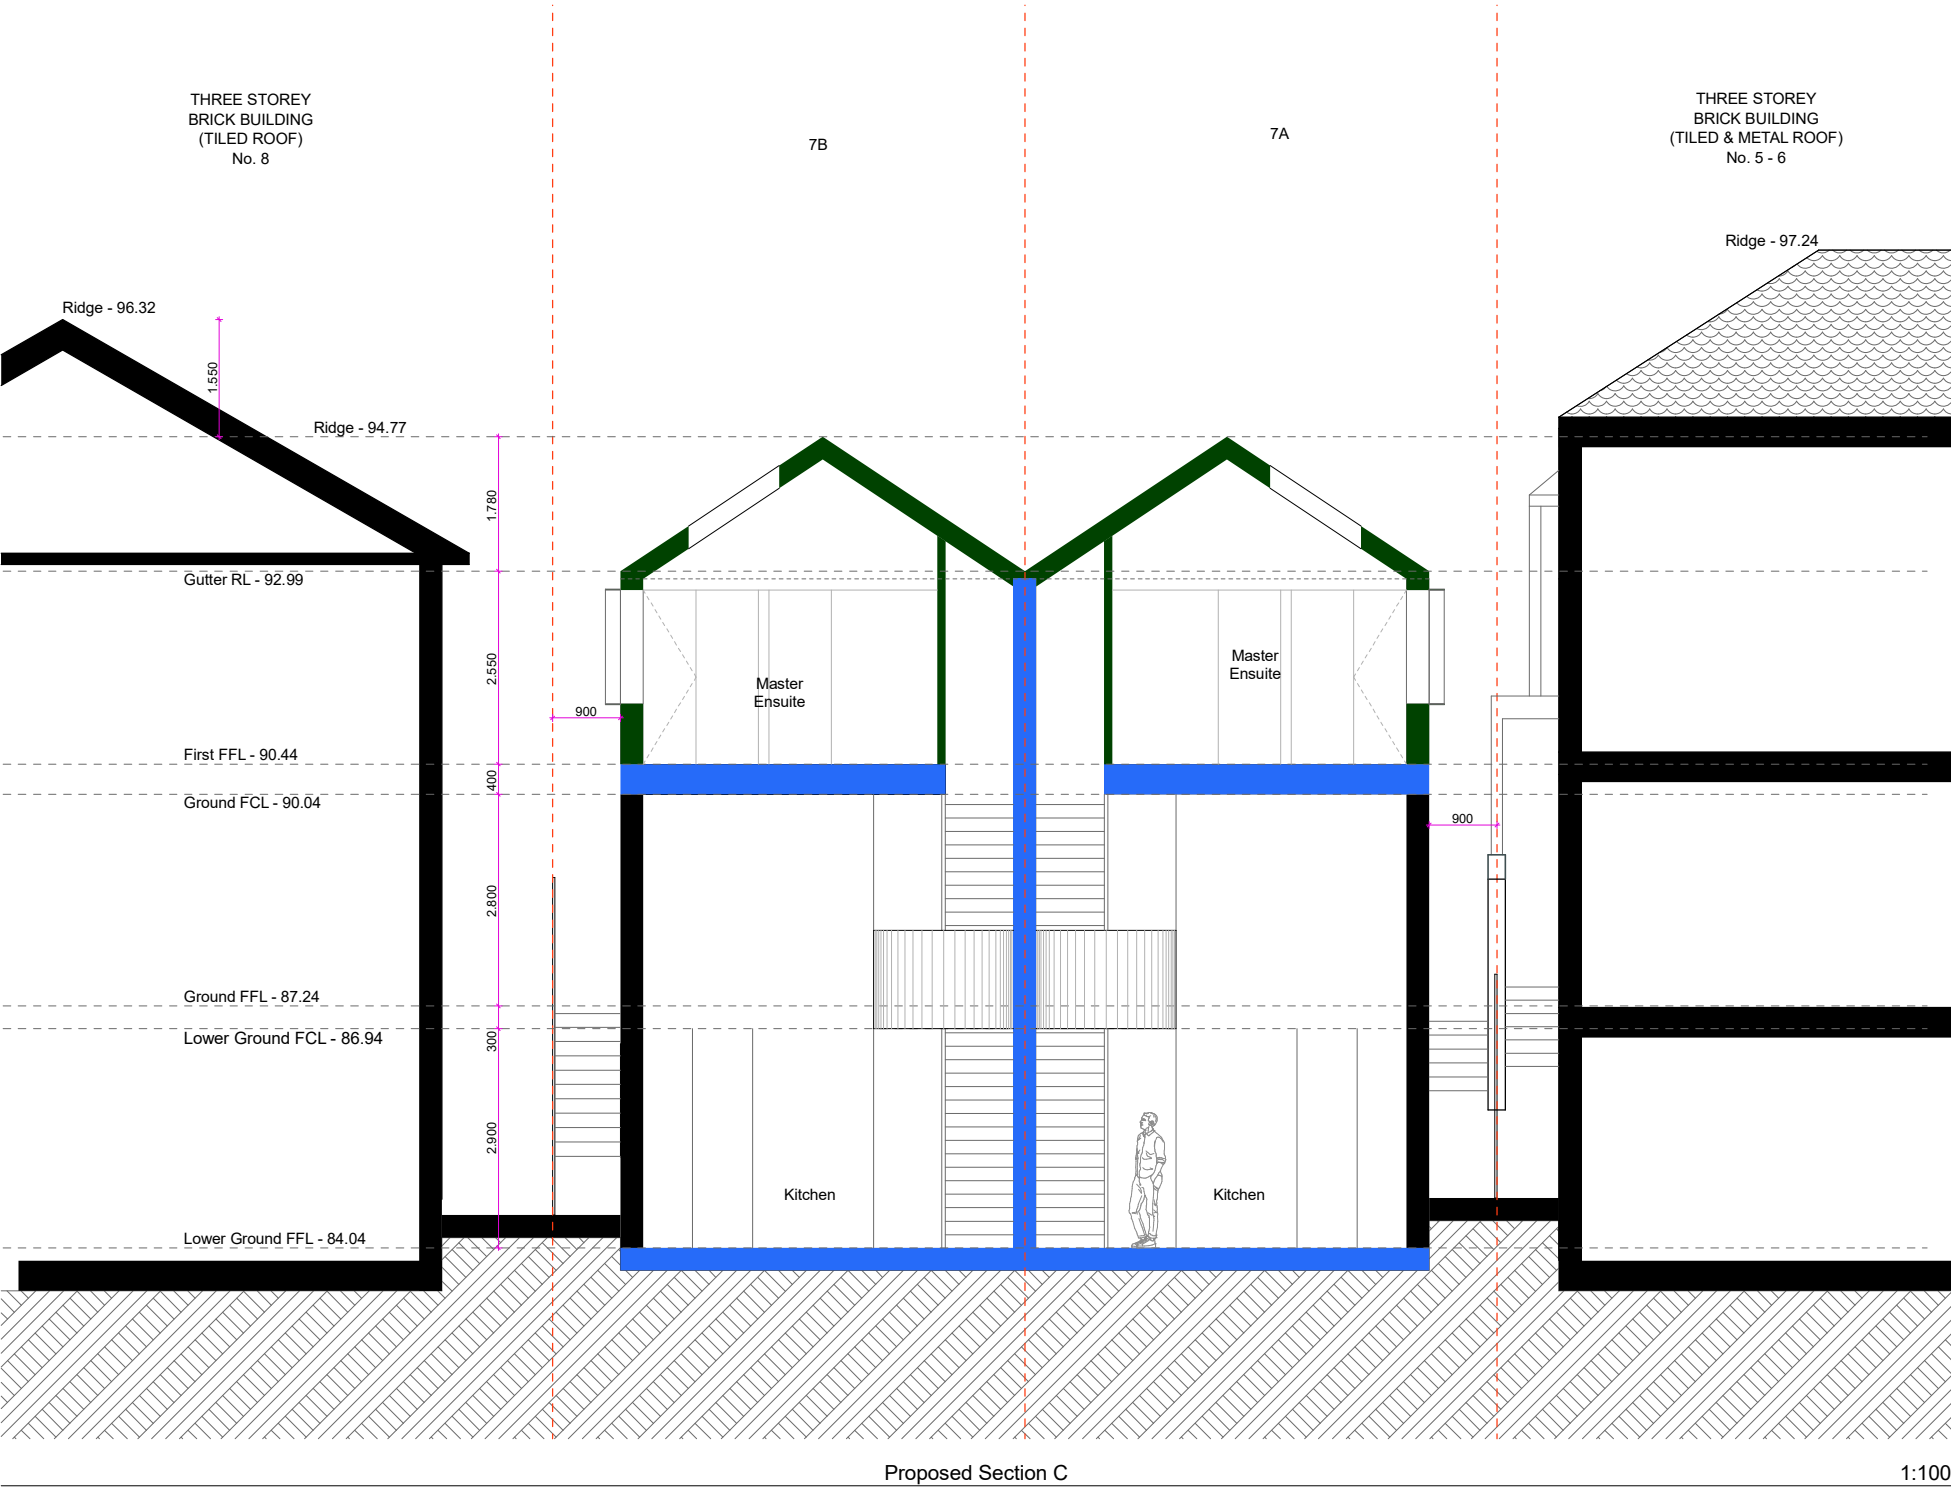 THREE STOREY
BRICK BUILDING
(TILED ROOF)
No. 8
7B
7A
THREE STOREY
BRICK BUILDING
(TILED & METAL ROOF)
No. 5 - 6
Ridge - 97.24
Ridge - 96.32
1.550
Ridge - 94.77
1.780
Gutter RL - 92.99
2.550
Master
Ensuite
Master
Ensuite
900
First FFL - 90.44
400
Ground FCL - 90.04
900
2.800
Ground FFL - 87.24
300
Lower Ground FCL - 86.94
2.900
Kitchen
Kitchen
Lower Ground FFL - 84.04
Proposed Section C
1:100